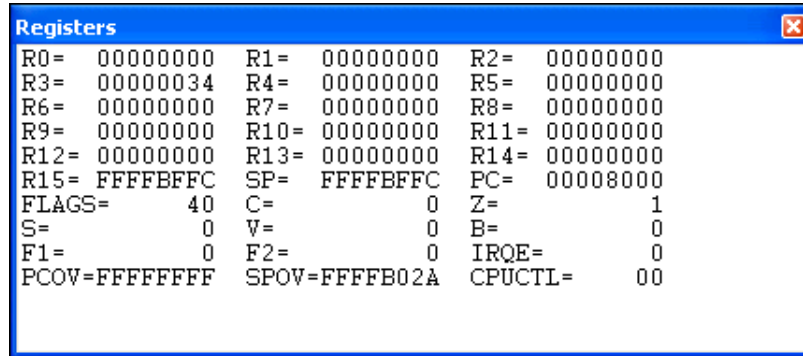 Registers
R0= 00000000 R1= 00000000 R2= 00000000
R3= 00000034 R4= 00000000 R5= 00000000
R6= 00000000 R7= 00000000 R8= 00000000
R9= 00000000 R10= 00000000 R11= 00000000
R12= 00000000 R13= 00000000 R14= 00000000
R15= FFFFBFFC SP= FFFFBFFC PC= 00008000
FLAGS= 40 C= 0 Z= 1
S= 0 V= 0 B= 0
F1= 0 F2= 0 IRQE= 0
PCOV=FFFFFFFF SPOV=FFFFB02A CPUCTL= 00